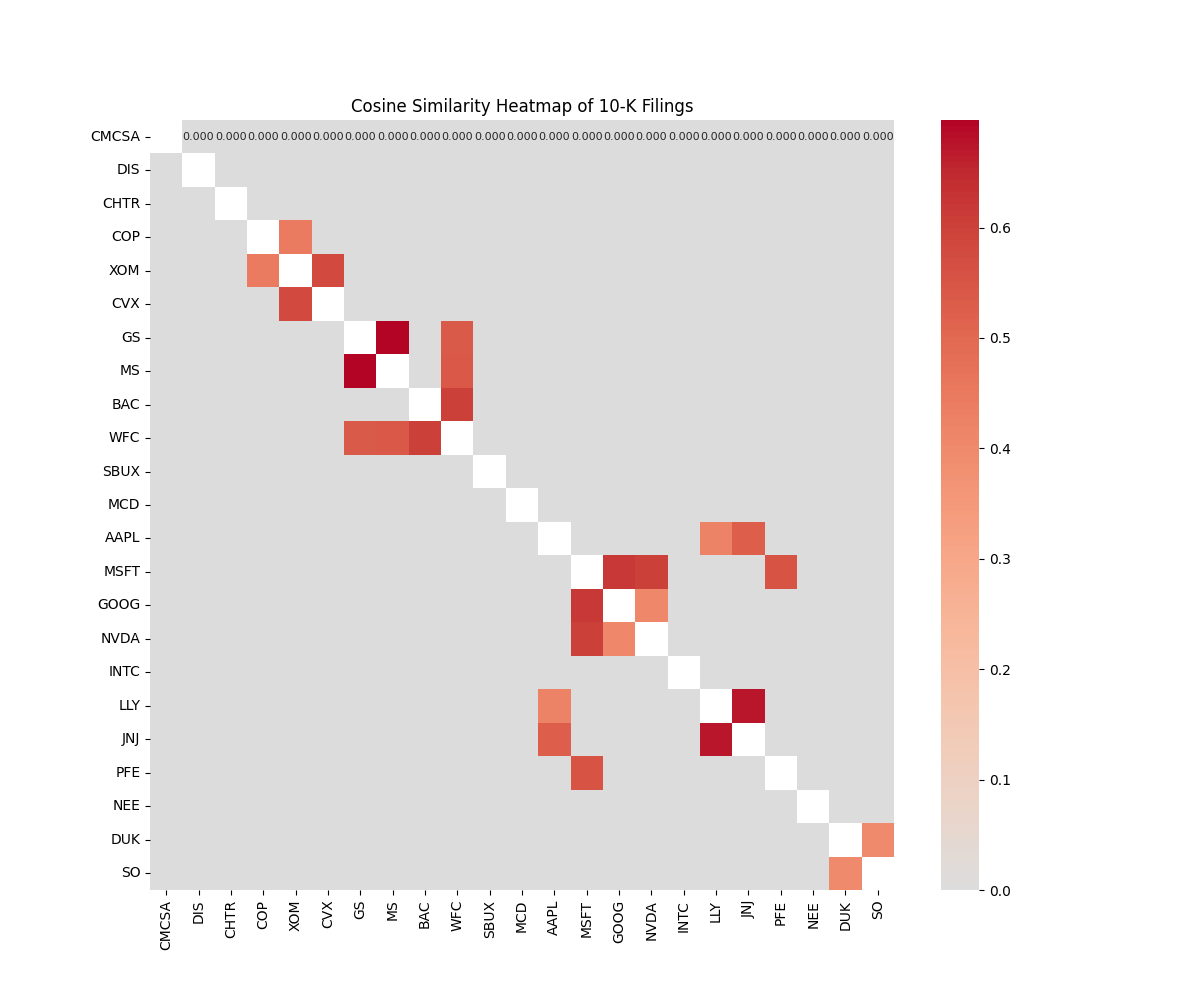 Cosine Similarity Heatmap of 10-K Filings
CMCSA 0.000 0.000 0.000 0.000 0.000 0.000 0.000 0.000 0.000 0.000 0.000 0.000 0.000 0.000 0.000 0.000 0.000 0.000 0.000 0.000 0.000 0.000
DIS
CHTR
COP
XOM
CVX
GS
MS
BAC
WFC
SBUX
MCD
AAPL
MSFT
GOOG
NVDA
INTC
LLY
JNJ
PFE
NEE
DUK
SO
CMCSA
DIS
CHTR
COP
XOM
CVX
GS
MS
BAC
WFC
SBUX
MCD
AAPL
MSFT
GOOG
NVDA
INTC
LLY
JNJ
PFE
NEE
DUK
SO
0.6
0.5
0.4
0.3
0.2
0.1
0.0